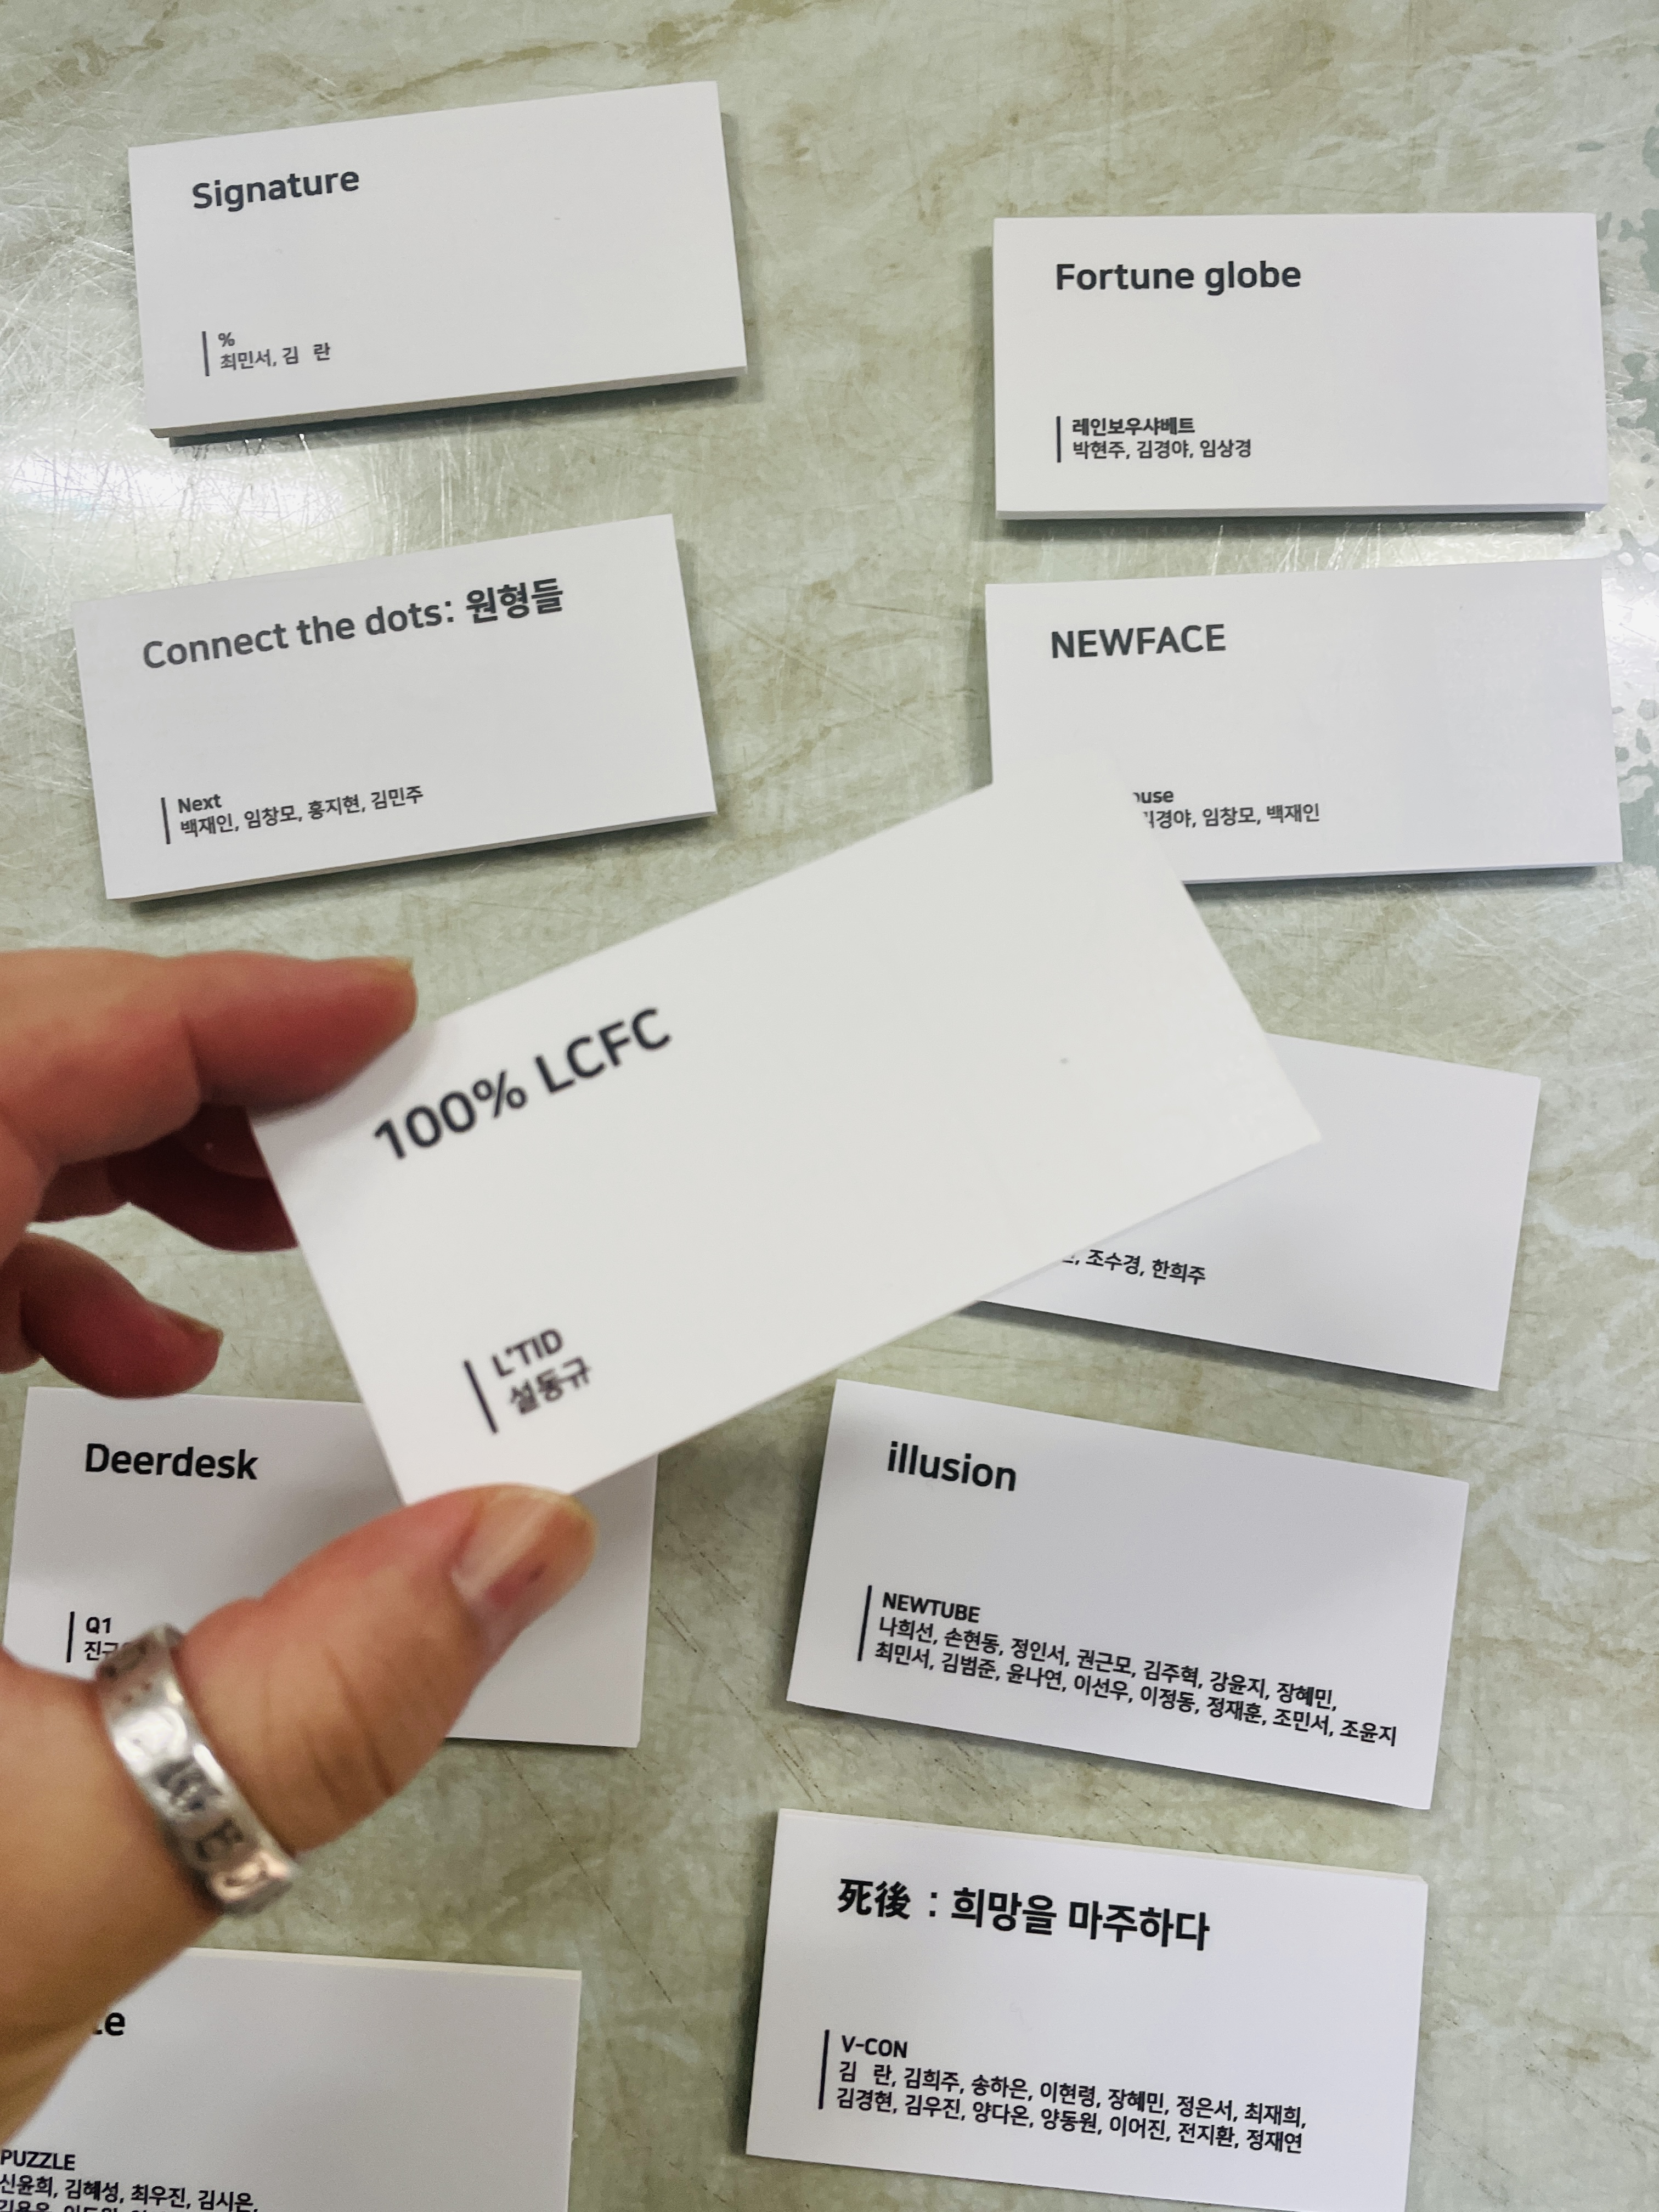 Signature
%
최민서, 김 란
Fortune globe
레인보우샤베트
박현주, 김경야, 임상경
Connect the dots: 원형들
Next
백재인, 임창모, 홍지현, 김민주
NEWFACE
임창모, 백재인
100% LCFC
L'TID
설동규
조수경, 한희주
Deerdesk
Q1
illusion
NEWTUBE
나희선, 손현동, 정인서, 권근모, 김주혁, 강윤지, 장혜민,
최민서, 김범준, 윤나연, 이선우, 이정동, 정재훈, 조민서, 조윤지
死後 : 희망을 마주하다
V-CON
김 란, 김희주, 송하은, 이현령, 장혜민, 정은서, 최재희,
김경현, 김우진, 양다온, 양동원, 이어진, 전지환, 정재연
PUZZLE
신윤희, 김혜성, 최우진, 김시은,